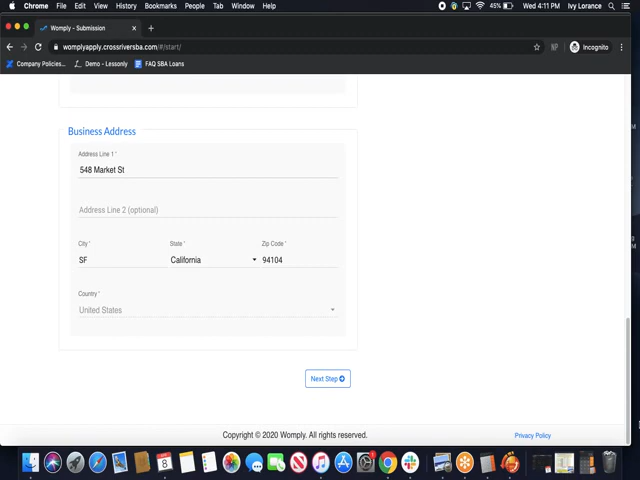 Chrome File Edit View History Bookmarks People Tab Window Help 45% Wed 4:11 PM Ivy Lorance
Womply - Submission
womplyapply.crossriversba.com/#/start/ NP Incognito
Company Policies... Demo - Lessonly FAQ SBA Loans
Business Address
Address Line 1 *
548 Market St
Address Line 2 (optional)
City * State * Zip Code *
SF California 94104
Country *
United States
Next Step
Copyright © 2020 Womply. All rights reserved. Privacy Policy